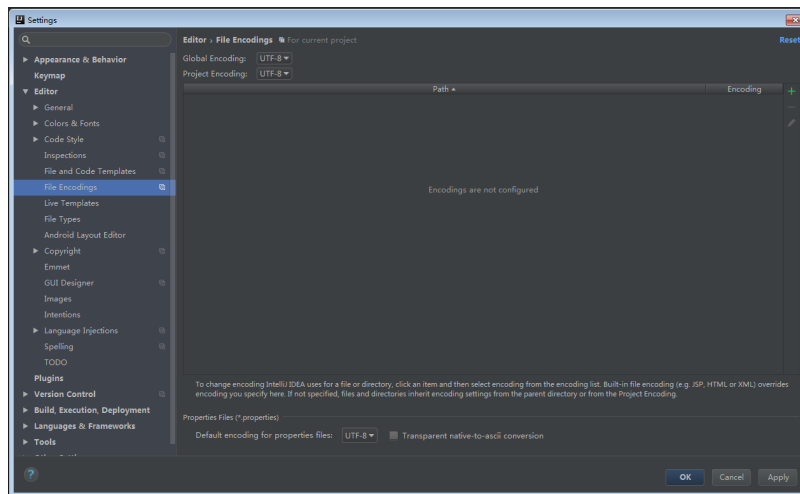 Settings
Editor › File Encodings For current project
Reset
Global Encoding: UTF-8
Project Encoding: UTF-8
Path
Encoding
Appearance & Behavior
Keymap
Editor
General
Colors & Fonts
Code Style
Inspections
File and Code Templates
File Encodings
Live Templates
File Types
Android Layout Editor
Copyright
Emmet
GUI Designer
Images
Intentions
Language Injections
Spelling
TODO
Plugins
Version Control
Build, Execution, Deployment
Languages & Frameworks
Tools
Encodings are not configured
To change encoding IntelliJ IDEA uses for a file or directory, click an item and then select encoding from the encoding list. Built-in file encoding (e.g. JSP, HTML or XML) overrides
encoding you specify here. If not specified, files and directories inherit encoding settings from the parent directory or from the Project Encoding.
Properties Files (*.properties)
Default encoding for properties files: UTF-8 Transparent native-to-ascii conversion
?
OK Cancel Apply